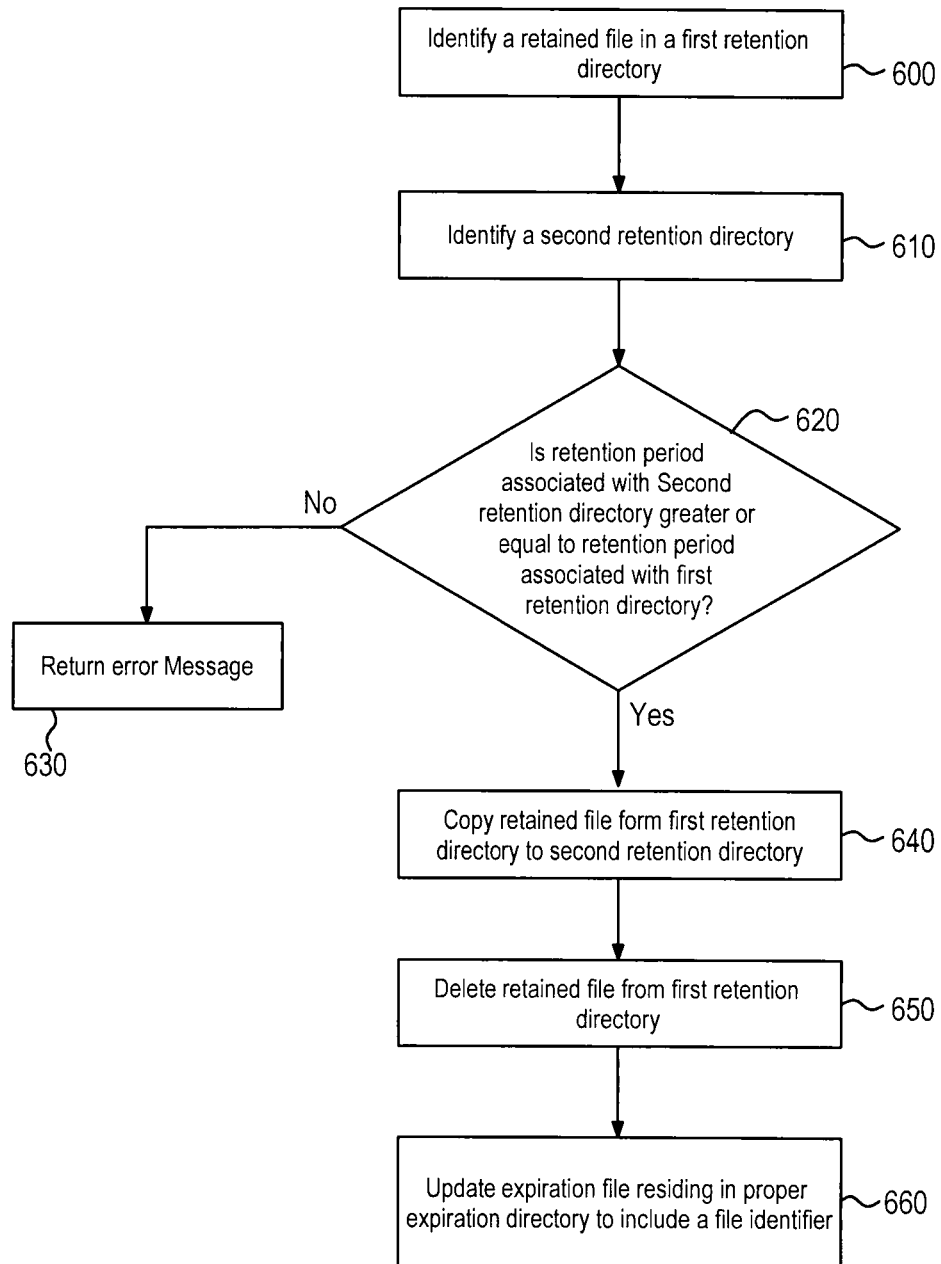 Identify a retained file in a first retention
directory
600
Identify a second retention directory
610
620
Is retention period
associated with Second
retention directory greater or
equal to retention period
associated with first
retention directory?
No
Return error Message
630
Yes
Copy retained file form first retention
directory to second retention directory
640
Delete retained file from first retention
directory
650
Update expiration file residing in proper
expiration directory to include a file identifier
660